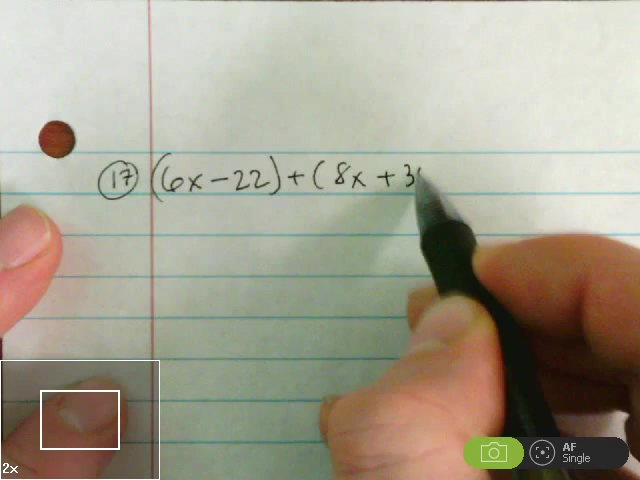 17 (6x - 22) + (8x + 3
2x
AF
Single